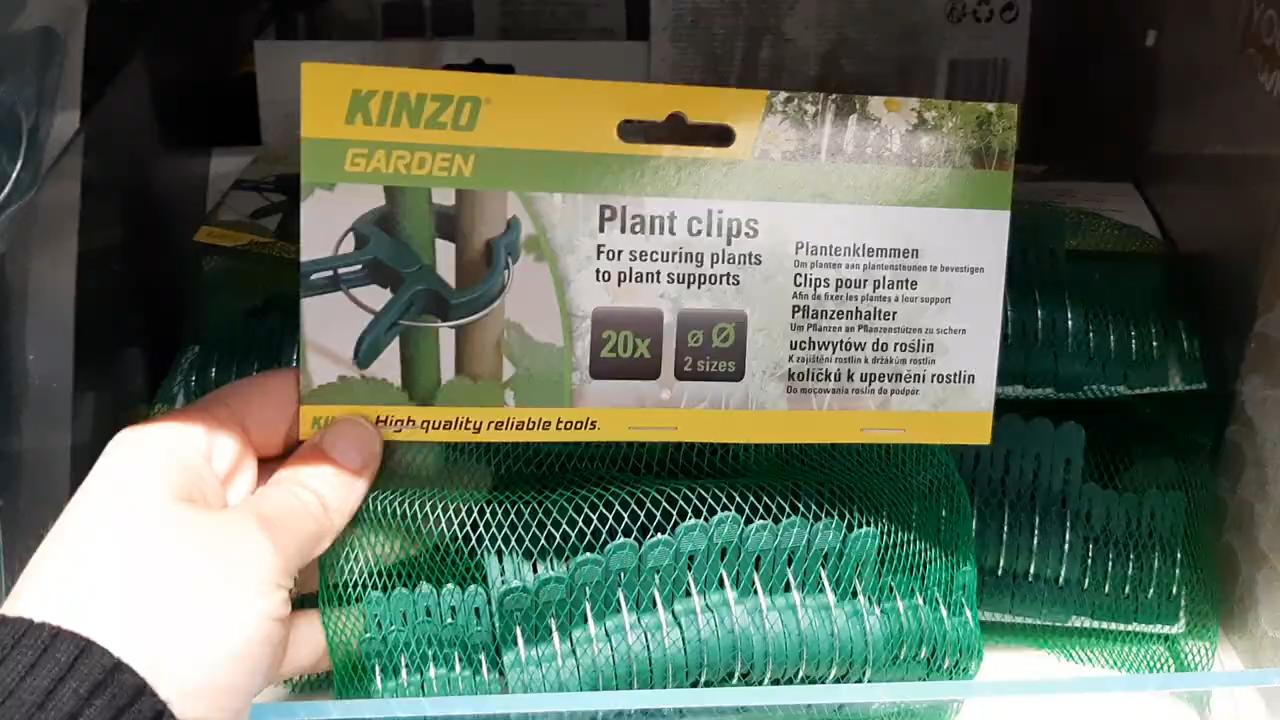 KINZO®
GARDEN
Plant clips
For securing plants
to plant supports
20x
2 sizes
Plantenklemmen
Om planten aan plantensteunen te bevestigen
Clips pour plante
Afin de fixer les plantes à leur support
Pflanzenhalter
Um Pflanzen an Pflanzenstützen zu sichern
uchwytów do roślin
K zajištění rostlin k držákům rostlin
kolíčků k upevnění rostlin
Do mocowania roślin do podpór.
High quality reliable tools.